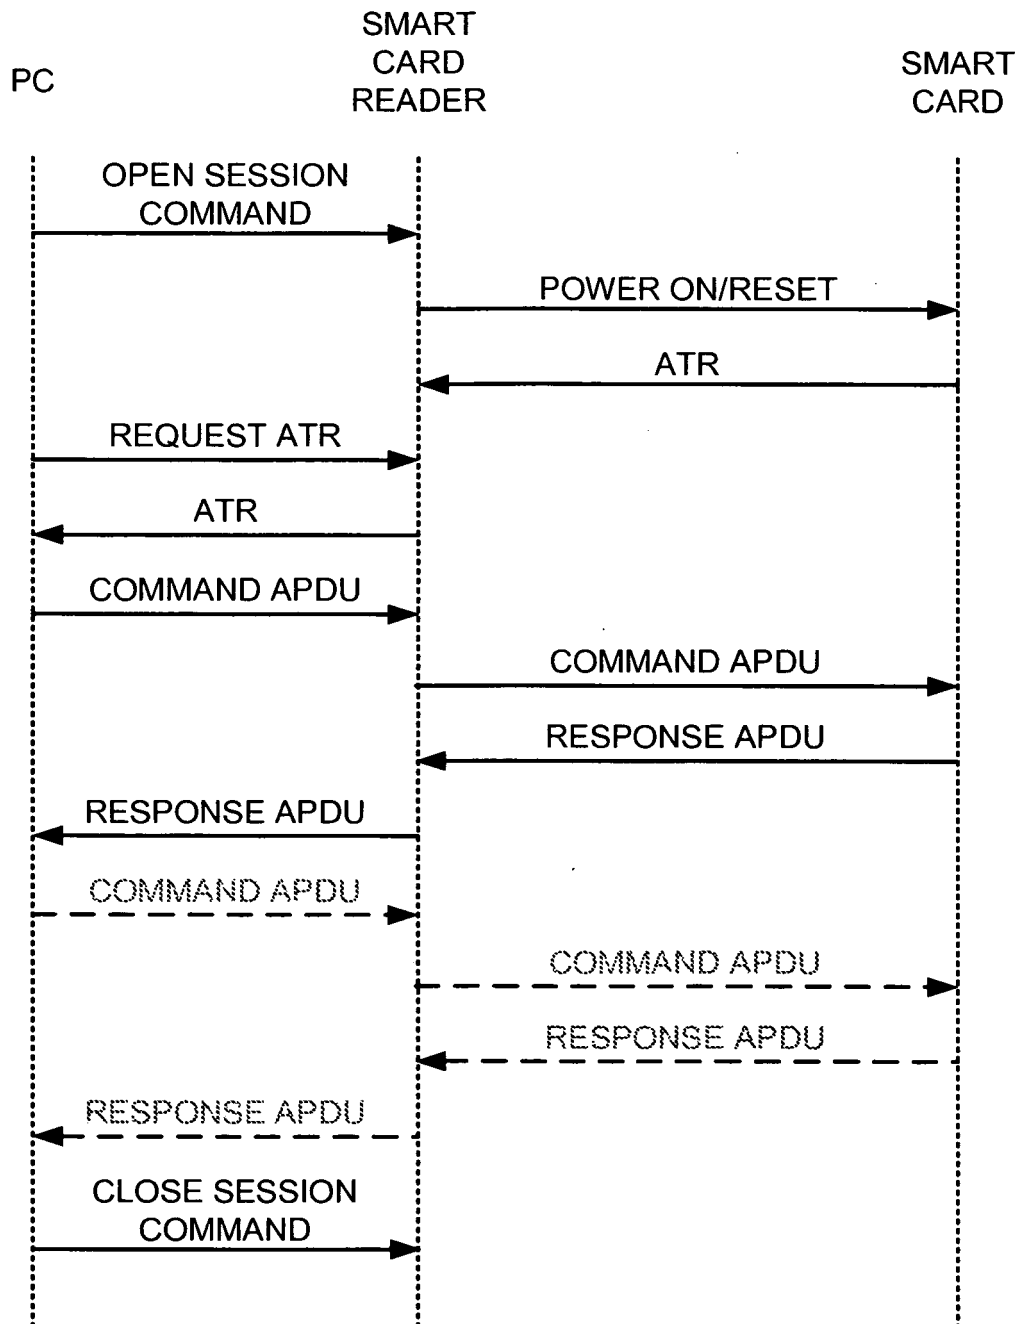 SMART
CARD
READER
PC
SMART
CARD
OPEN SESSION
COMMAND
POWER ON/RESET
ATR
REQUEST ATR
ATR
COMMAND APDU
COMMAND APDU
RESPONSE APDU
RESPONSE APDU
COMMAND APDU
COMMAND APDU
RESPONSE APDU
RESPONSE APDU
CLOSE SESSION
COMMAND